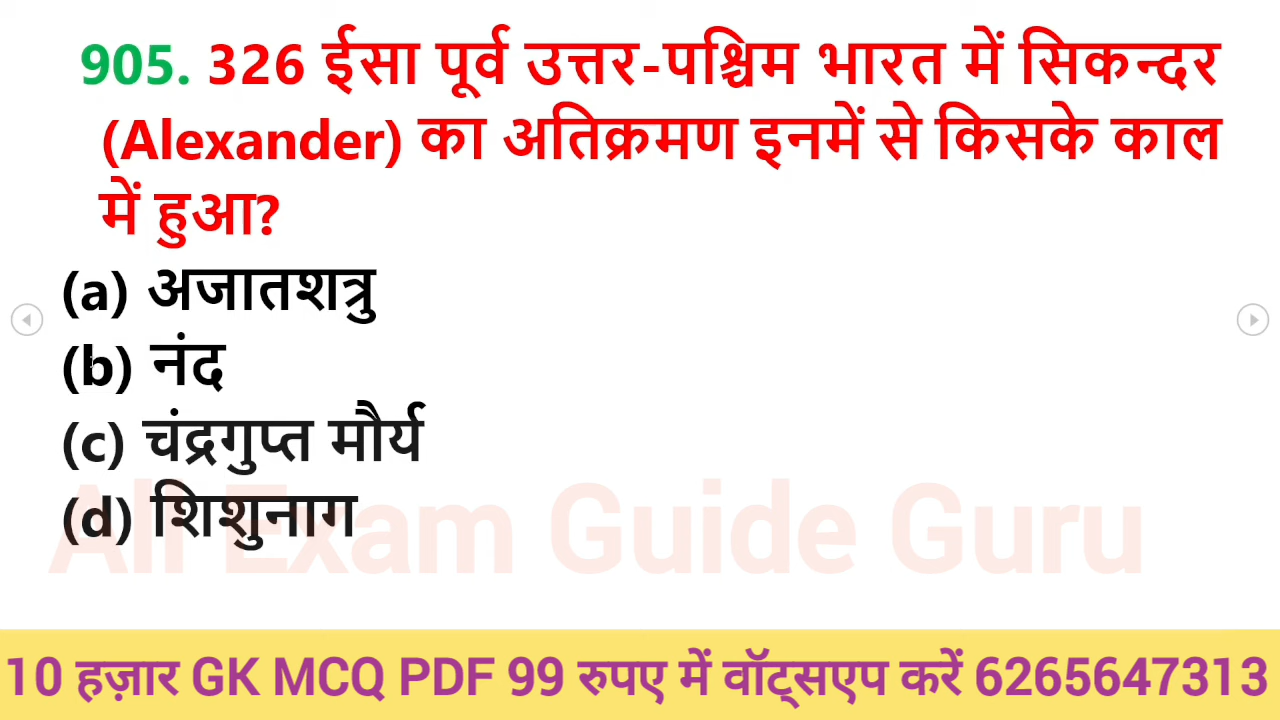 905. 326 ईसा पूर्व उत्तर-पश्चिम भारत में सिकन्दर
(Alexander) का अतिक्रमण इनमें से किसके काल
में हुआ?
(a) अजातशत्रु
(b) नंद
(c) चंद्रगुप्त मौर्य
(d) शिशुनाग
All Exam Guide Guru
10 हज़ार GK MCQ PDF 99 रुपए में वॉट्सएप करें 6265647313